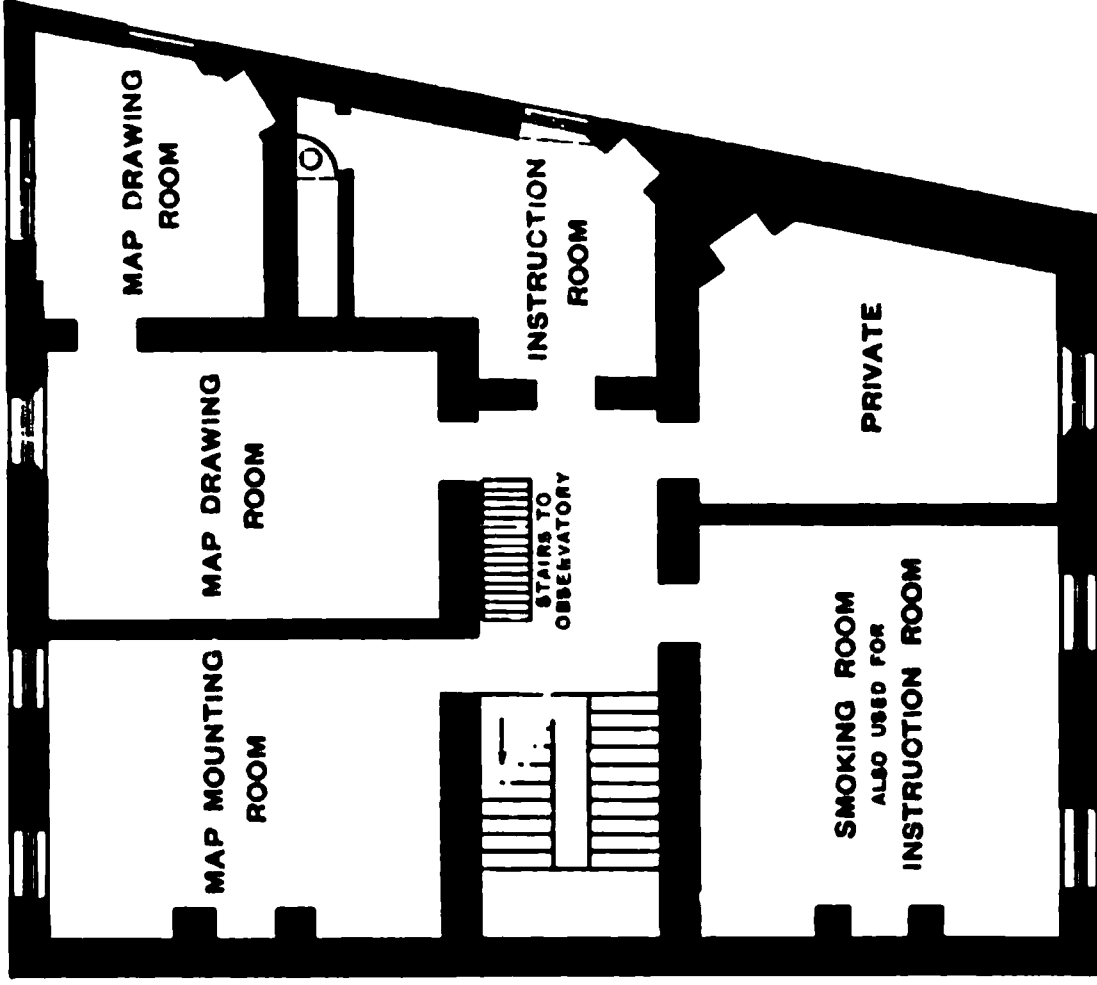 MAP DRAWING
ROOM
MAP DRAWING
ROOM
MAP MOUNTING
ROOM
INSTRUCTION
ROOM
STAIRS TO
OBSERVATORY
PRIVATE
SMOKING ROOM
ALSO USED FOR
INSTRUCTION ROOM